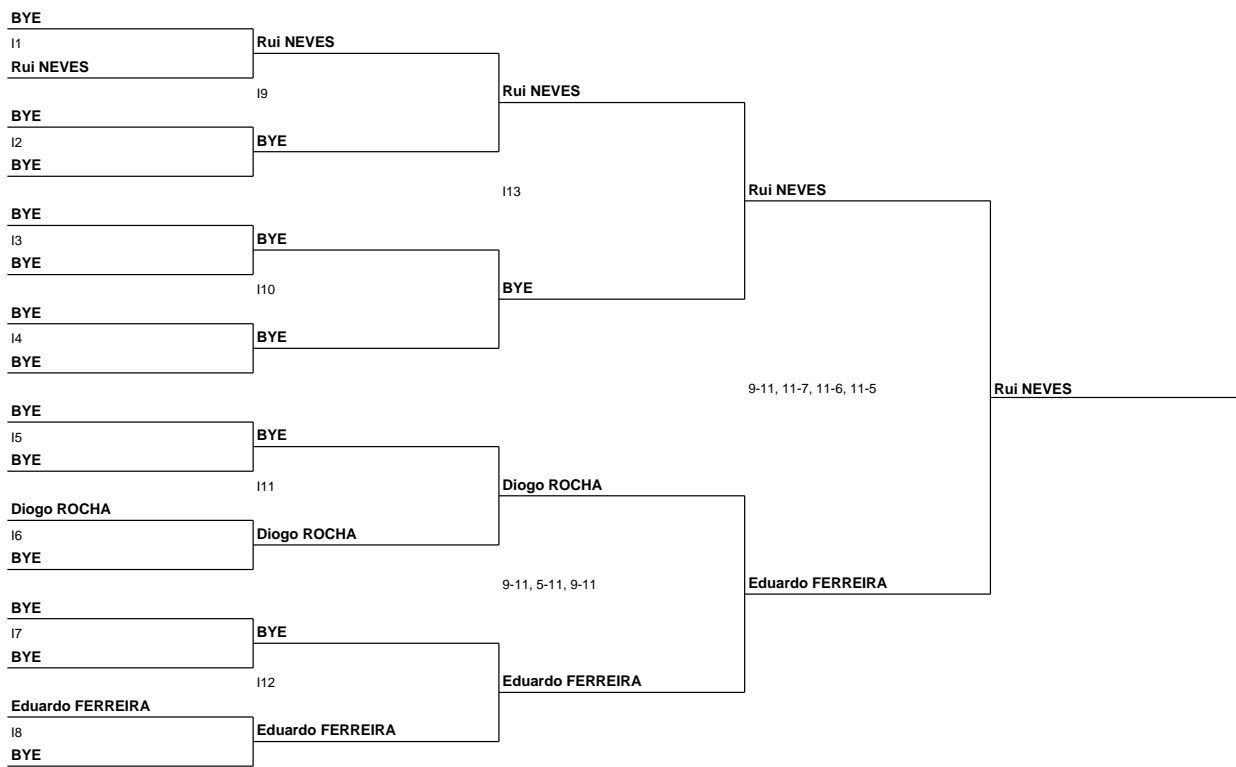 BYE
I1
Rui NEVES
BYE
I2
BYE
BYE
I3
BYE
BYE
I4
BYE
BYE
I5
BYE
Diogo ROCHA
I6
BYE
BYE
I7
BYE
Eduardo FERREIRA
I8
BYE
Rui NEVES
I9
BYE
BYE
I10
BYE
BYE
I11
Diogo ROCHA
BYE
I12
Eduardo FERREIRA
Rui NEVES
I13
BYE
Diogo ROCHA
9-11, 5-11, 9-11
Eduardo FERREIRA
Rui NEVES
9-11, 11-7, 11-6, 11-5
Eduardo FERREIRA
Rui NEVES